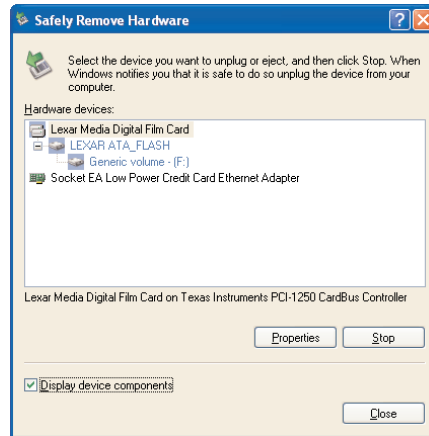 Safely Remove Hardware
Select the device you want to unplug or eject, and then click Stop. When
Windows notifies you that it is safe to do so unplug the device from your
computer.
Hardware devices:
Lexar Media Digital Film Card
LEXAR ATA_FLASH
Generic volume - (F:)
Socket EA Low Power Credit Card Ethernet Adapter
Lexar Media Digital Film Card on Texas Instruments PCI-1250 CardBus Controller
Properties Stop
Display device components
Close